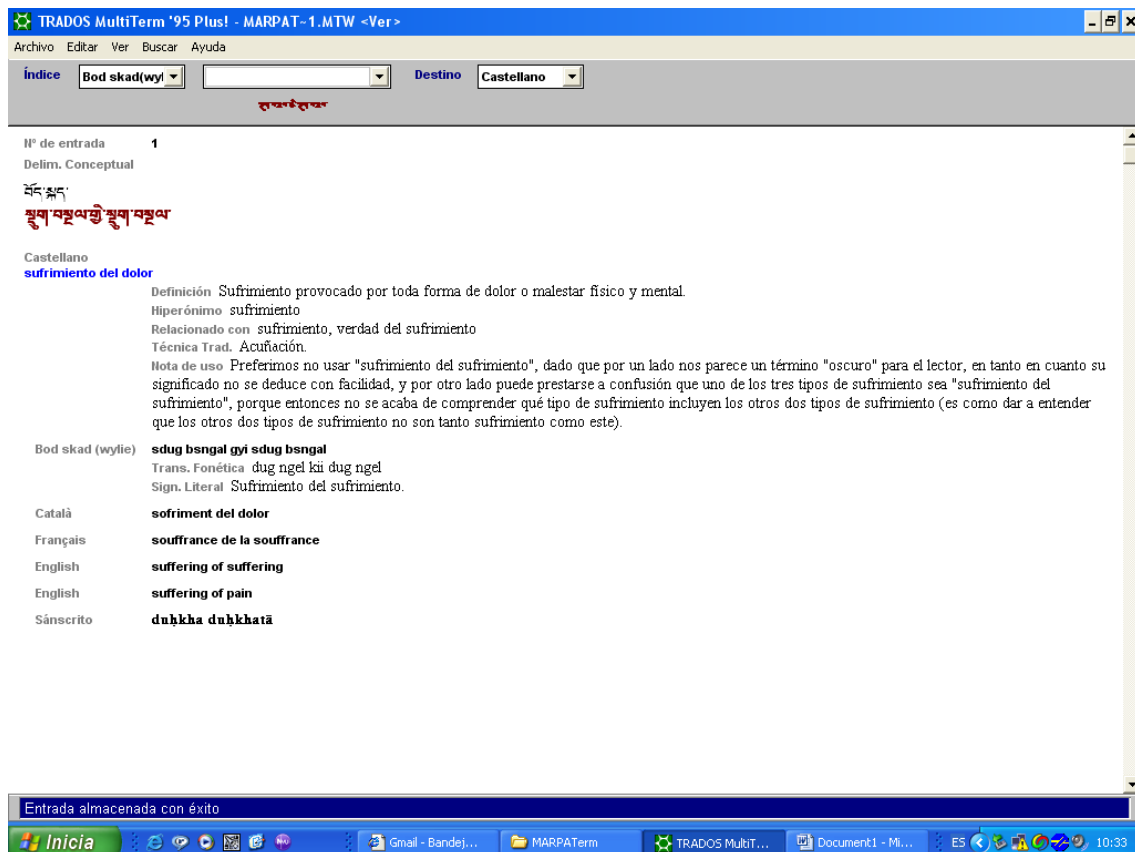 TRADOS MultiTerm '95 Plus! - MARPAT~1.MTW <Ver>
Archivo Editar Ver Buscar Ayuda
Índice Bod skad(wyl Destino Castellano
Nº de entrada 1
Delim. Conceptual
བོད་སྐད་
སྡུག་བསྔལ་གྱི་སྡུག་བསྔལ་
Castellano
sufrimiento del dolor
Definición Sufrimiento provocado por toda forma de dolor o malestar físico y mental.
Hiperónimo sufrimiento
Relacionado con sufrimiento, verdad del sufrimiento
Técnica Trad. Acuñación.
Nota de uso Preferimos no usar "sufrimiento del sufrimiento", dado que por un lado nos parece un término "oscuro" para el lector, en tanto en cuanto su
significado no se deduce con facilidad, y por otro lado puede prestarse a confusión que uno de los tres tipos de sufrimiento sea "sufrimiento del
sufrimiento", porque entonces no se acaba de comprender qué tipo de sufrimiento incluyen los otros dos tipos de sufrimiento (es como dar a entender
que los otros dos tipos de sufrimiento no son tanto sufrimiento como este).
Bod skad (wylie) sdug bsngal gyi sdug bsngal
Trans. Fonética dug ngel kii dug ngel
Sign. Literal Sufrimiento del sufrimiento.
Català sofriment del dolor
Français souffrance de la souffrance
English suffering of suffering
English suffering of pain
Sánscrito duḥkha duḥkhatā
Entrada almacenada con éxito
Inicia Gmail - Bandej... MARPATerm TRADOS MultiT... Document1 - Mi... ES 10:33